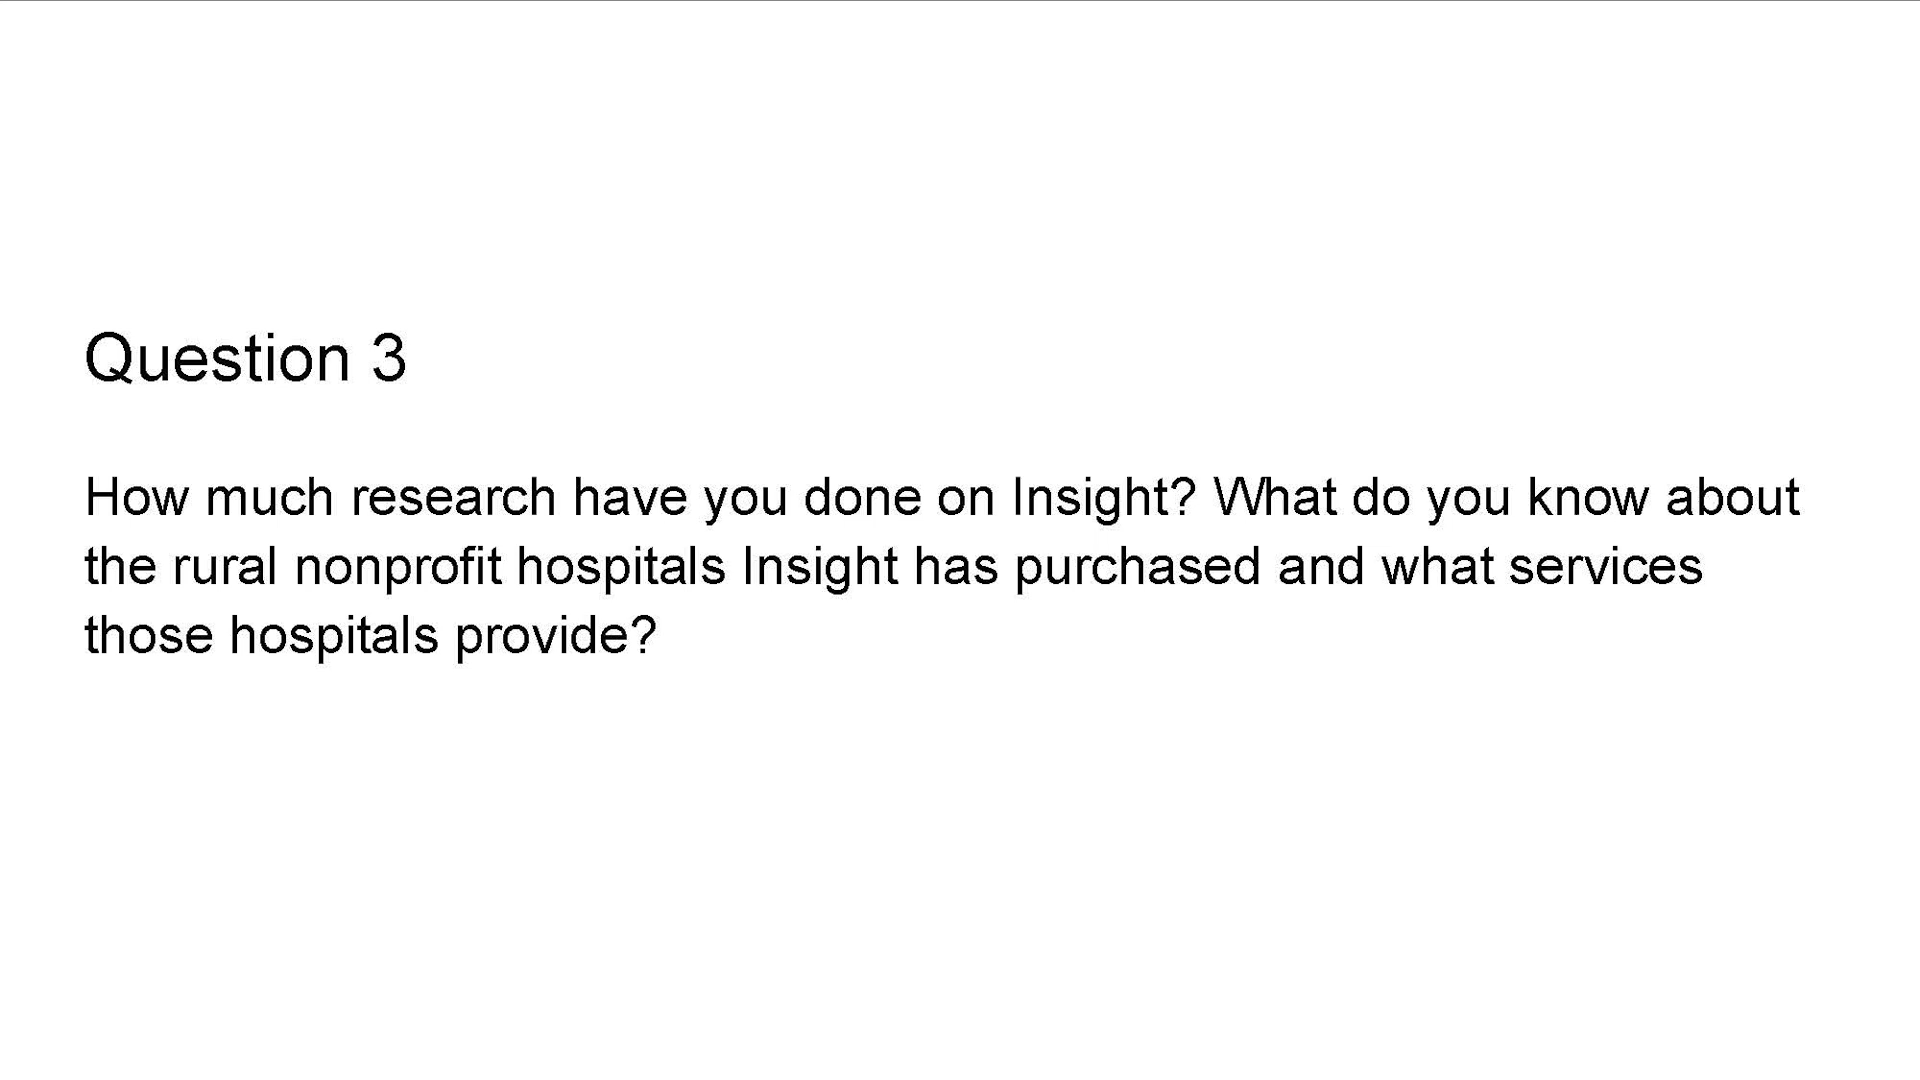 Question 3
How much research have you done on Insight? What do you know about
the rural nonprofit hospitals Insight has purchased and what services
those hospitals provide?